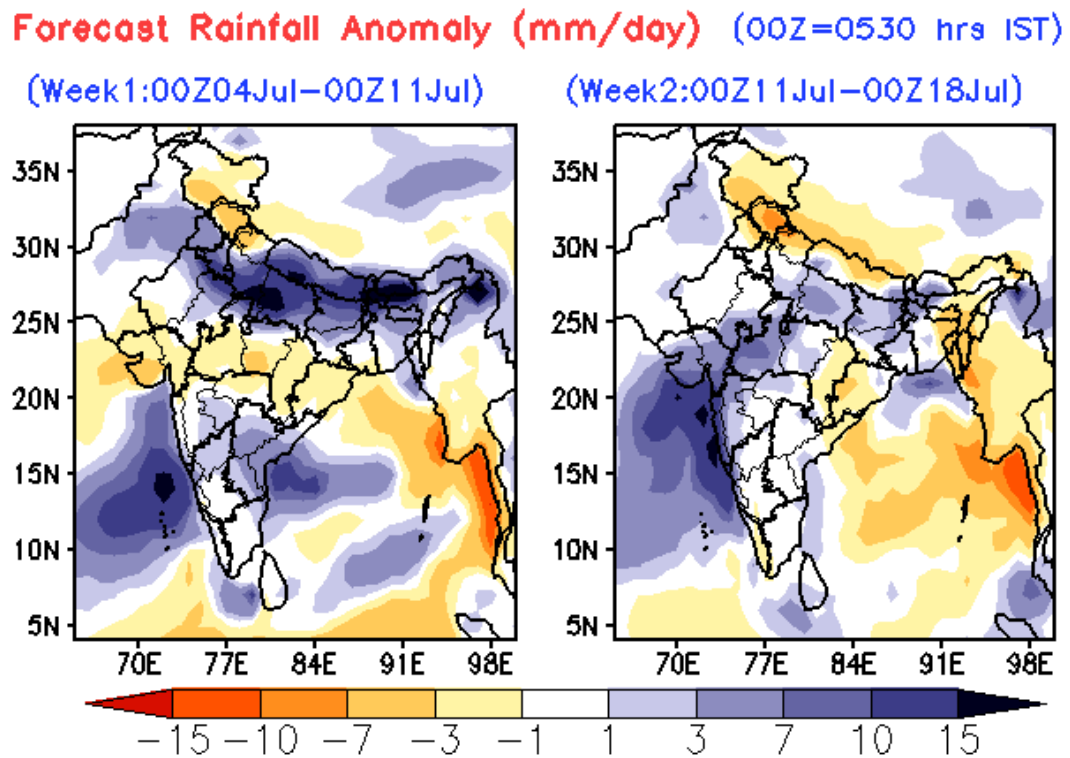 Forecast Rainfall Anomaly (mm/day) (00Z=0530 hrs IST)
(Week1:00Z04Jul−00Z11Jul) (Week2:00Z11Jul−00Z18Jul)
35N 35N
30N 30N
25N 25N
20N 20N
15N 15N
10N 10N
5N 5N
70E 77E 84E 91E 98E 70E 77E 84E 91E 98E
−15 −10 −7 −3 −1 1 3 7 10 15